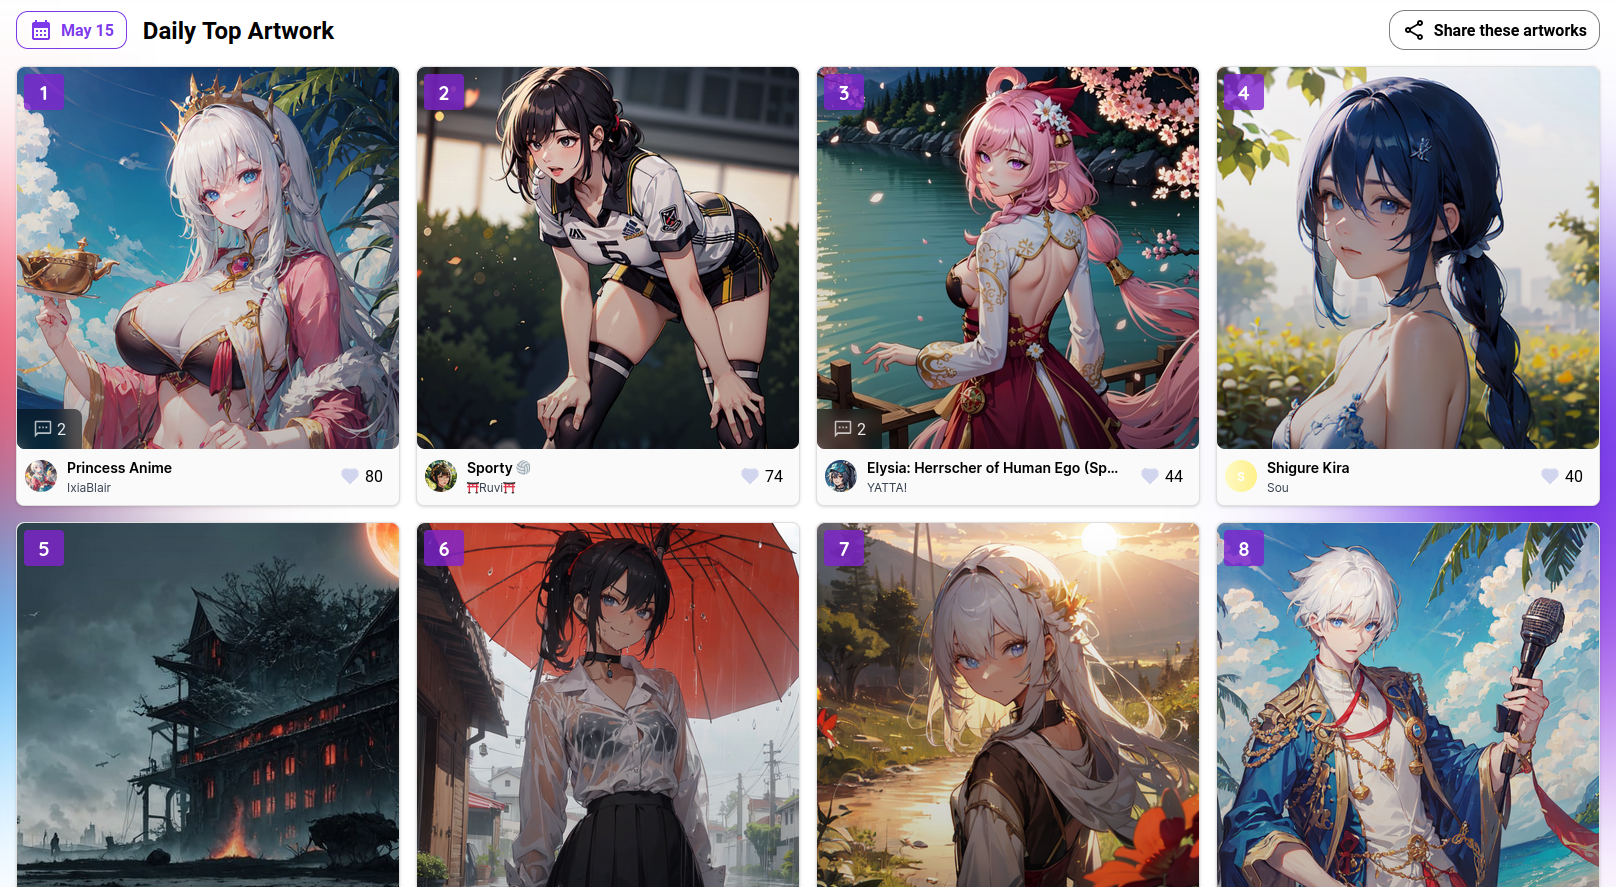 May 15
Daily Top Artwork
Share these artworks
1
2
3
4
5
2
2
Princess Anime
IxiaBlair
80
Sporty
Ruvi
74
Elysia: Herrscher of Human Ego (Sp...
YATTA!
44
S
Shigure Kira
Sou
40
5
6
7
8